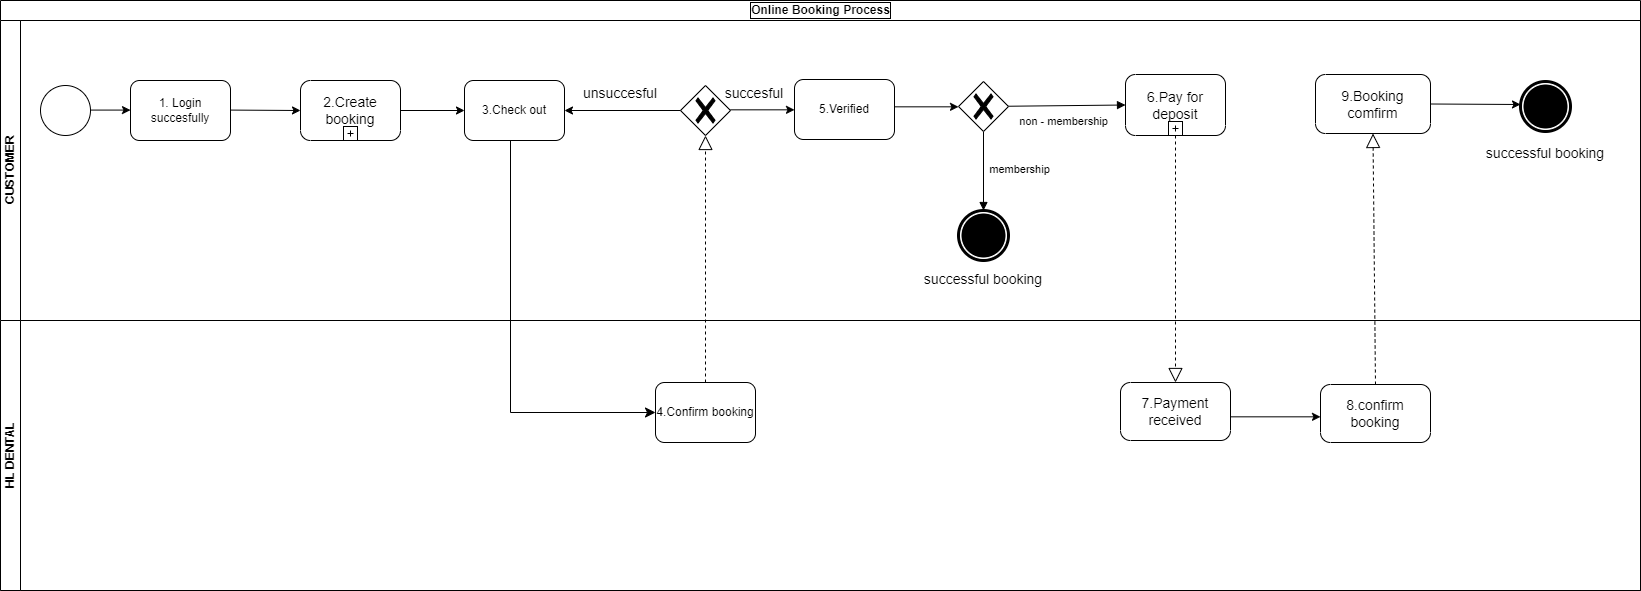 Online Booking Process
CUSTOMER
1. Login
succesfully
2.Create
booking
3.Check out
unsuccesful
succesful
5.Verified
non - membership
membership
successful booking
6.Pay for
deposit
9.Booking
comfirm
successful booking
HL DENTAL
4.Confirm booking
7.Payment
received
8.confirm
booking